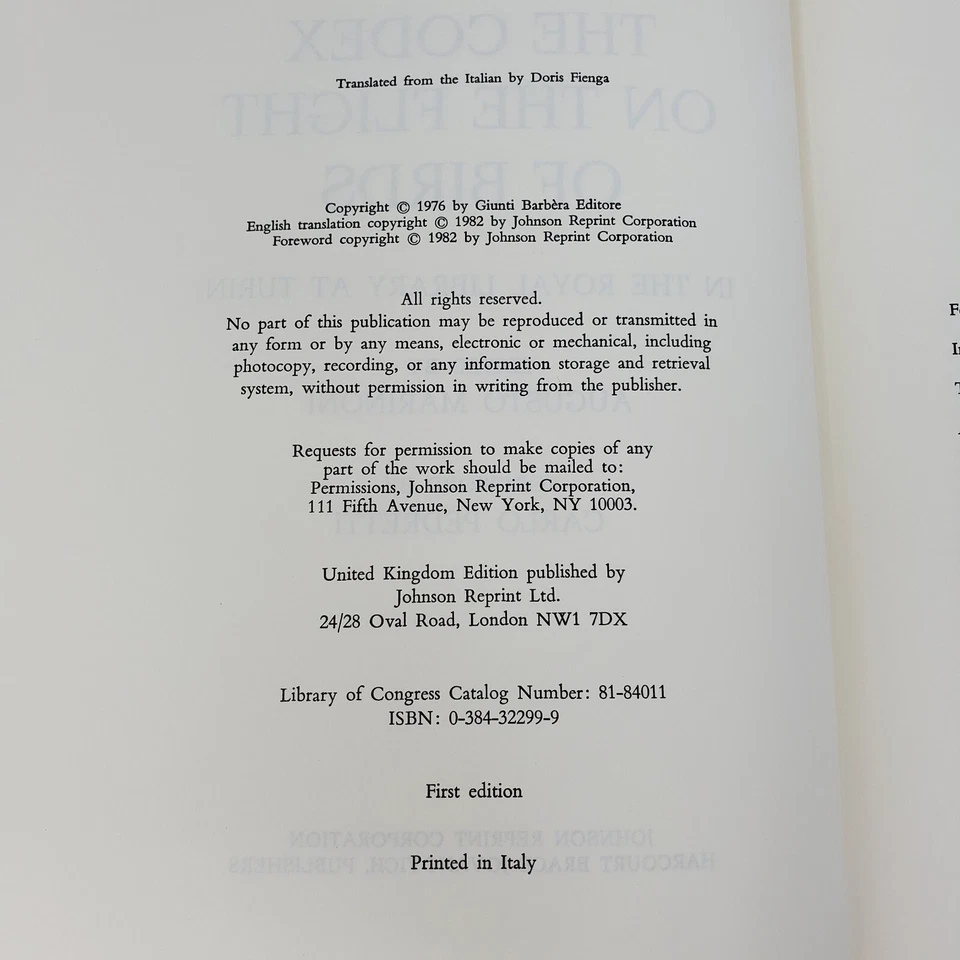 Translated from the Italian by Doris Fienga
Copyright © 1976 by Giunti Barbèra Editore
English translation copyright © 1982 by Johnson Reprint Corporation
Foreword copyright © 1982 by Johnson Reprint Corporation
All rights reserved.
No part of this publication may be reproduced or transmitted in
any form or by any means, electronic or mechanical, including
photocopy, recording, or any information storage and retrieval
system, without permission in writing from the publisher.
Requests for permission to make copies of any
part of the work should be mailed to:
Permissions, Johnson Reprint Corporation,
111 Fifth Avenue, New York, NY 10003.
United Kingdom Edition published by
Johnson Reprint Ltd.
24/28 Oval Road, London NW1 7DX
Library of Congress Catalog Number: 81-84011
ISBN: 0-384-32299-9
First edition
Printed in Italy